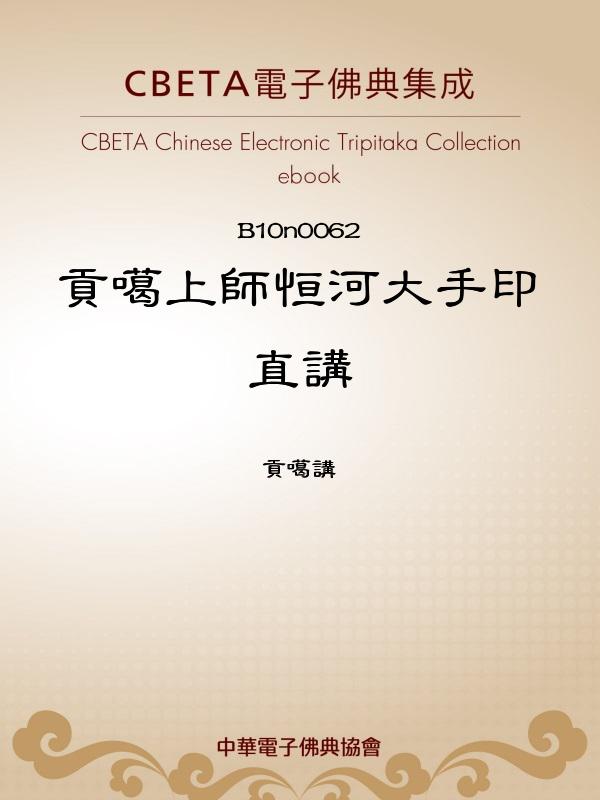 CBETA電子佛典集成
CBETA Chinese Electronic Tripitaka Collection
ebook
B10n0062
貢噶上師恒河大手印
直講
貢噶講
中華電子佛典協會